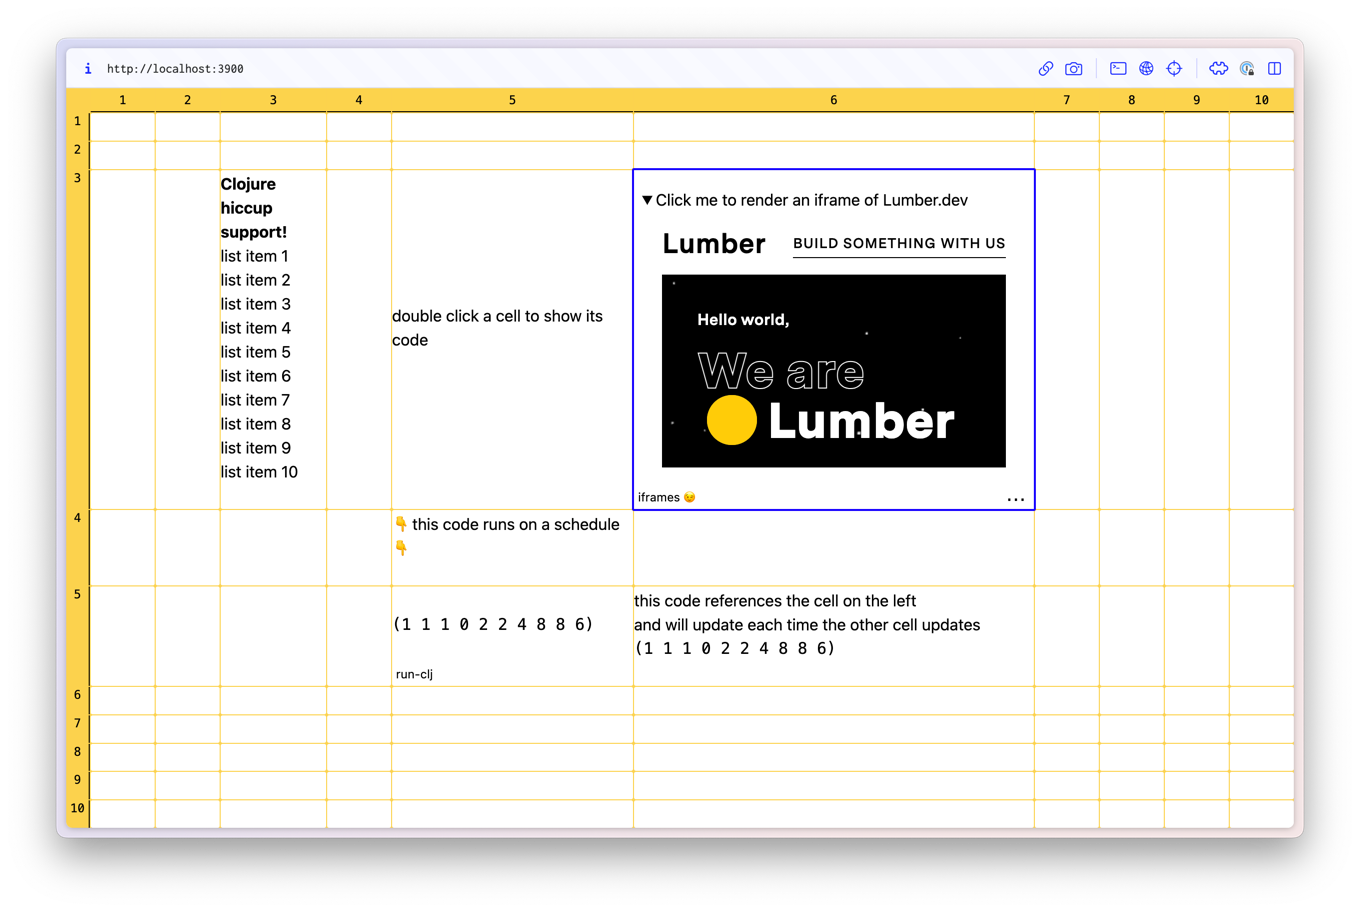 i http://localhost:3900
1 2 3 4 5 6 7 8 9 10
1
2
3
Clojure
hiccup
support!
list item 1
list item 2
list item 3
list item 4
list item 5
list item 6
list item 7
list item 8
list item 9
list item 10
double click a cell to show its
code
▼ Click me to render an iframe of Lumber.dev
Lumber BUILD SOMETHING WITH US
Hello world,
We are
Lumber
iframes 😉 ...
4
👇 this code runs on a schedule
👇
5
(1 1 1 0 2 2 4 8 8 6)
run-clj
this code references the cell on the left
and will update each time the other cell updates
(1 1 1 0 2 2 4 8 8 6)
6
7
8
9
10